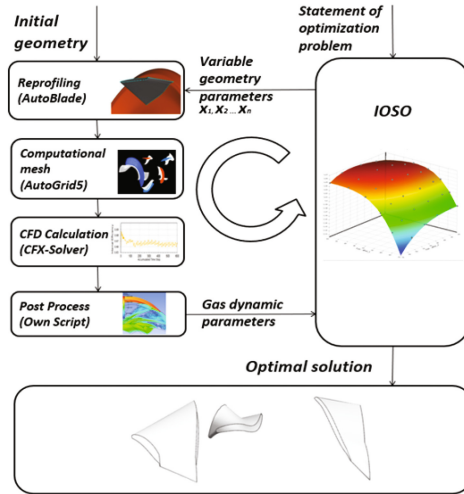 Initial
geometry
Statement of
optimization
problem
Reprofiling
(AutoBlade)
Variable
geometry
parameters
X₁, X₂ ... Xₙ
IOSO
Computational
mesh
(AutoGrid5)
CFD Calculation
(CFX-Solver)
Post Process
(Own Script)
Gas dynamic
parameters
Optimal solution